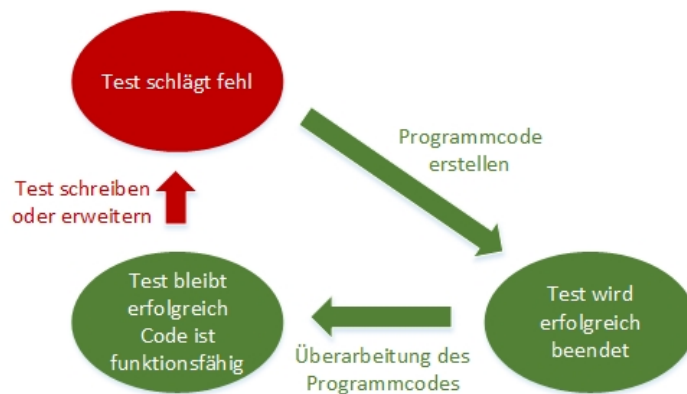 Test schlägt fehl
Programmcode
erstellen
Test schreiben
oder erweitern
Test bleibt
erfolgreich
Code ist
funktionsfähig
Überarbeitung des
Programmcodes
Test wird
erfolgreich
beendet